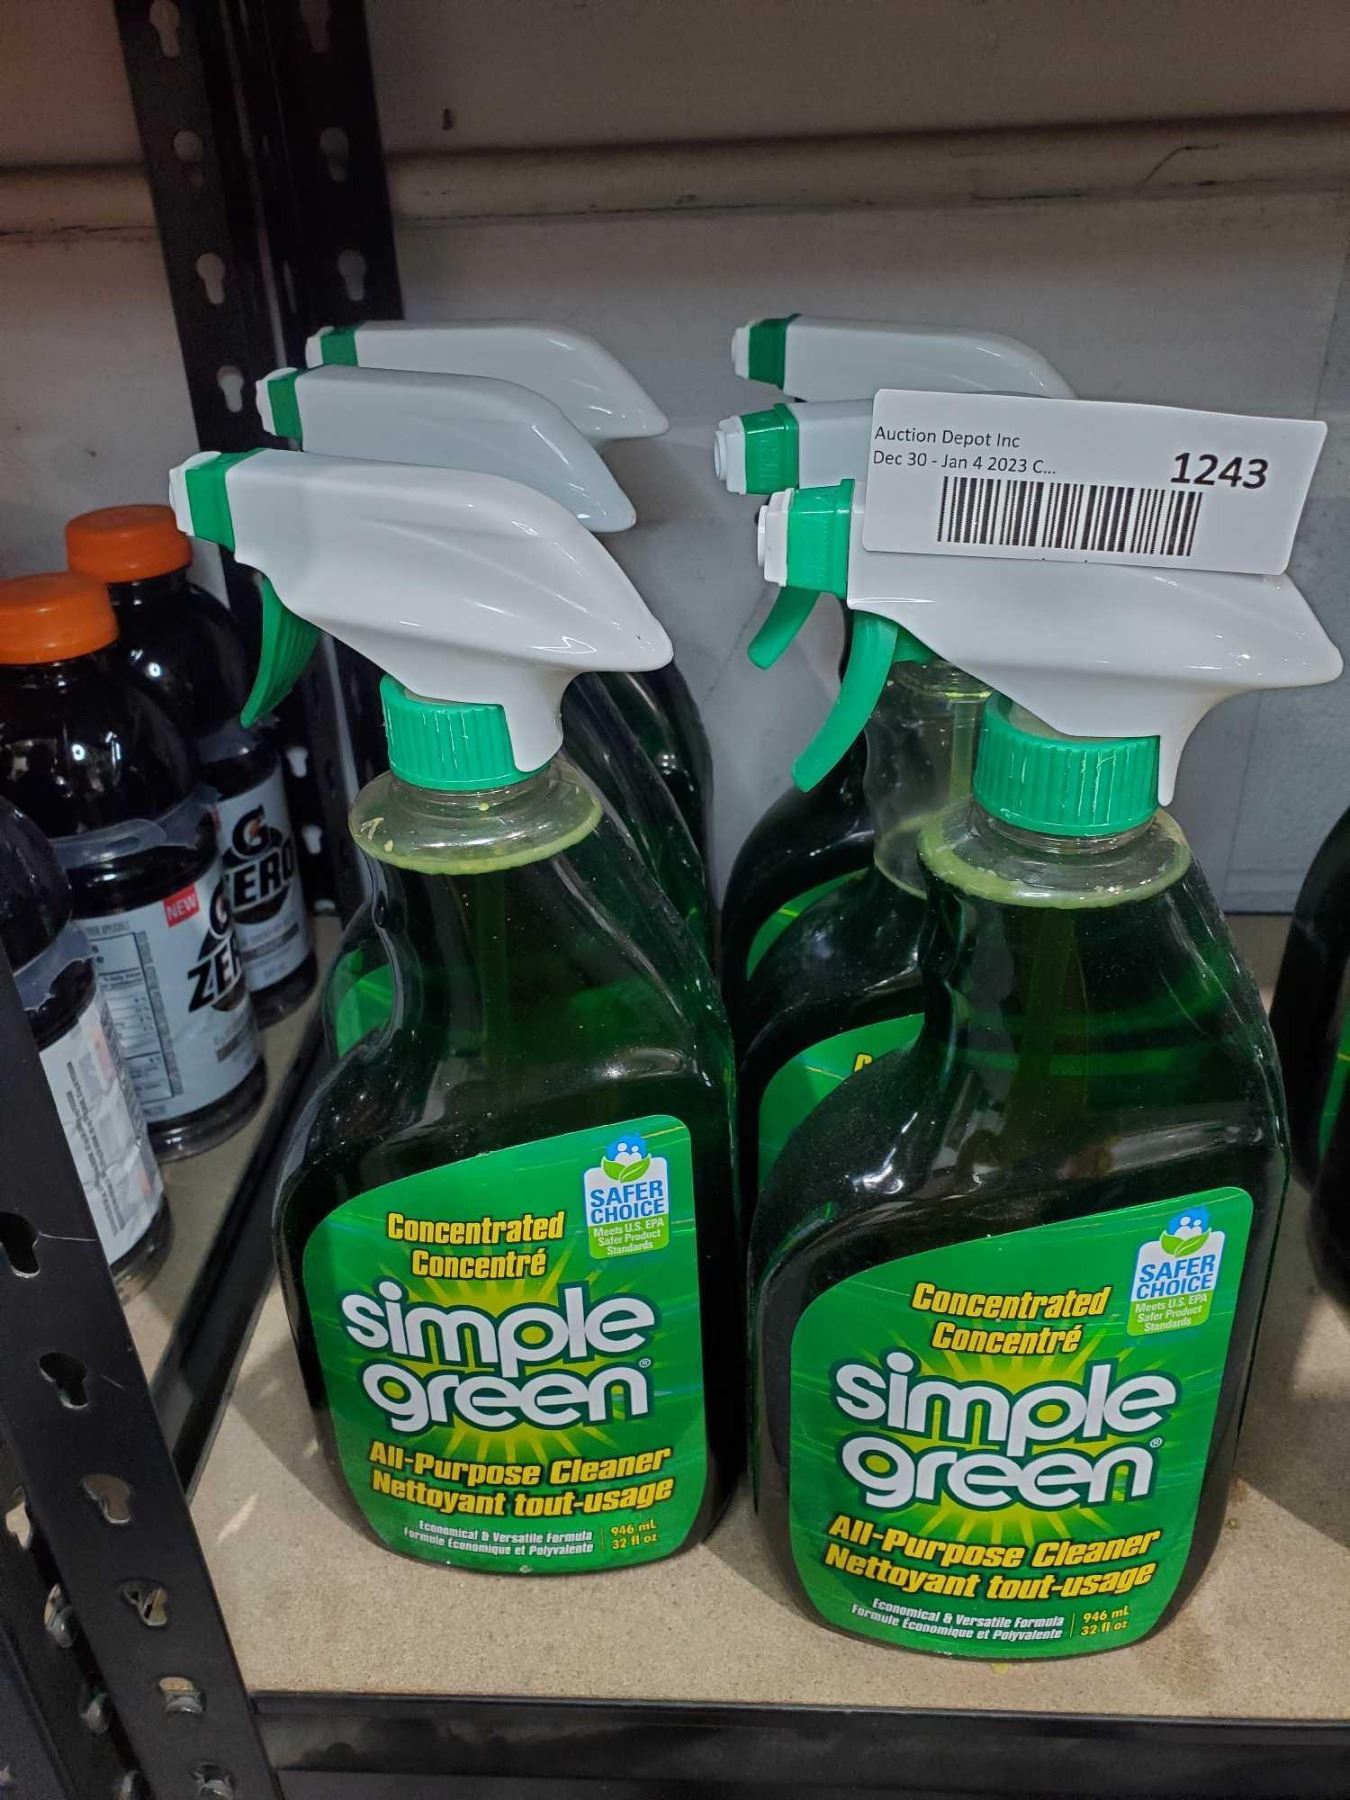 Auction Depot Inc
Dec 30 - Jan 4 2023 C...
1243
G
ZERO
NEW
G
ZER
Concentrated
Concentré
simple
green®
All-Purpose Cleaner
Nettoyant tout-usage
Economical & Versatile Formula
Formule Économique et Polyvalente
946 mL
32 fl oz
SAFER
CHOICE
Meets U.S. EPA
Safer Product
Standards
Concentrated
Concentré
simple
green®
All-Purpose Cleaner
Nettoyant tout-usage
Economical & Versatile Formula
Formule Économique et Polyvalente
946 mL
32 fl oz
SAFER
CHOICE
Meets U.S. EPA
Safer Product
Standards